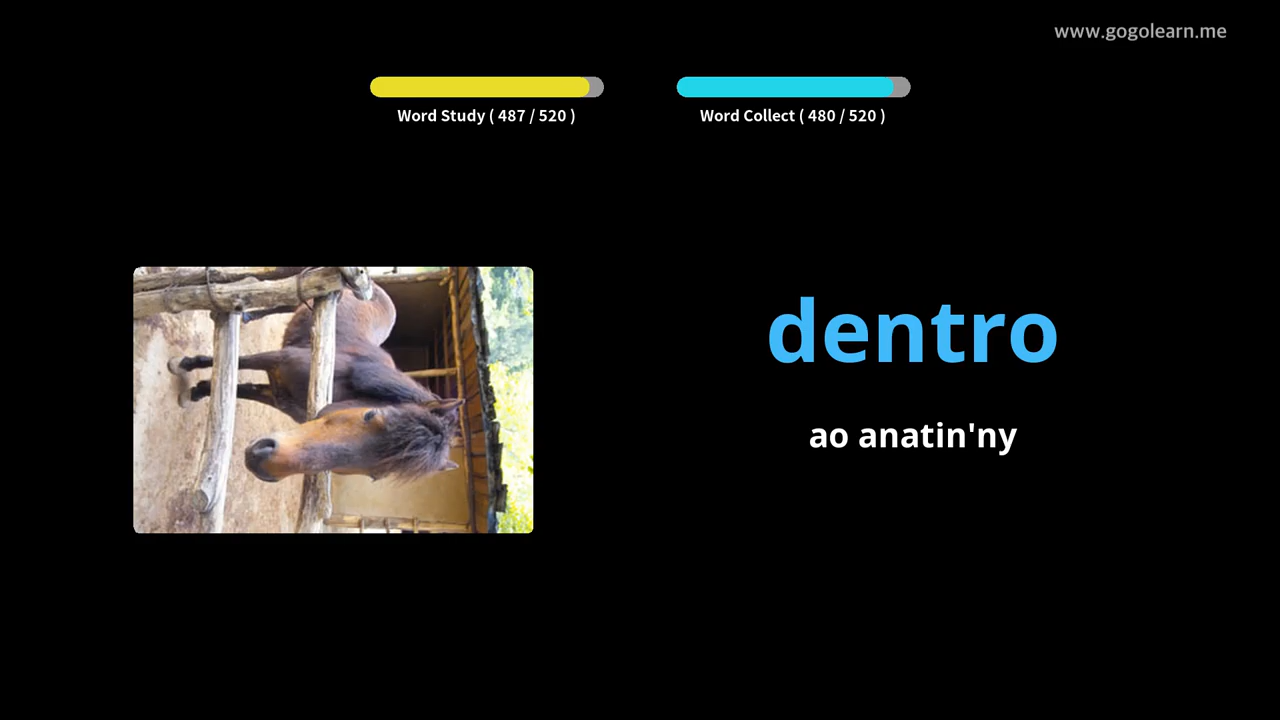 www.gogolearn.me
Word Study ( 487 / 520 )
Word Collect ( 480 / 520 )
dentro
ao anatin'ny